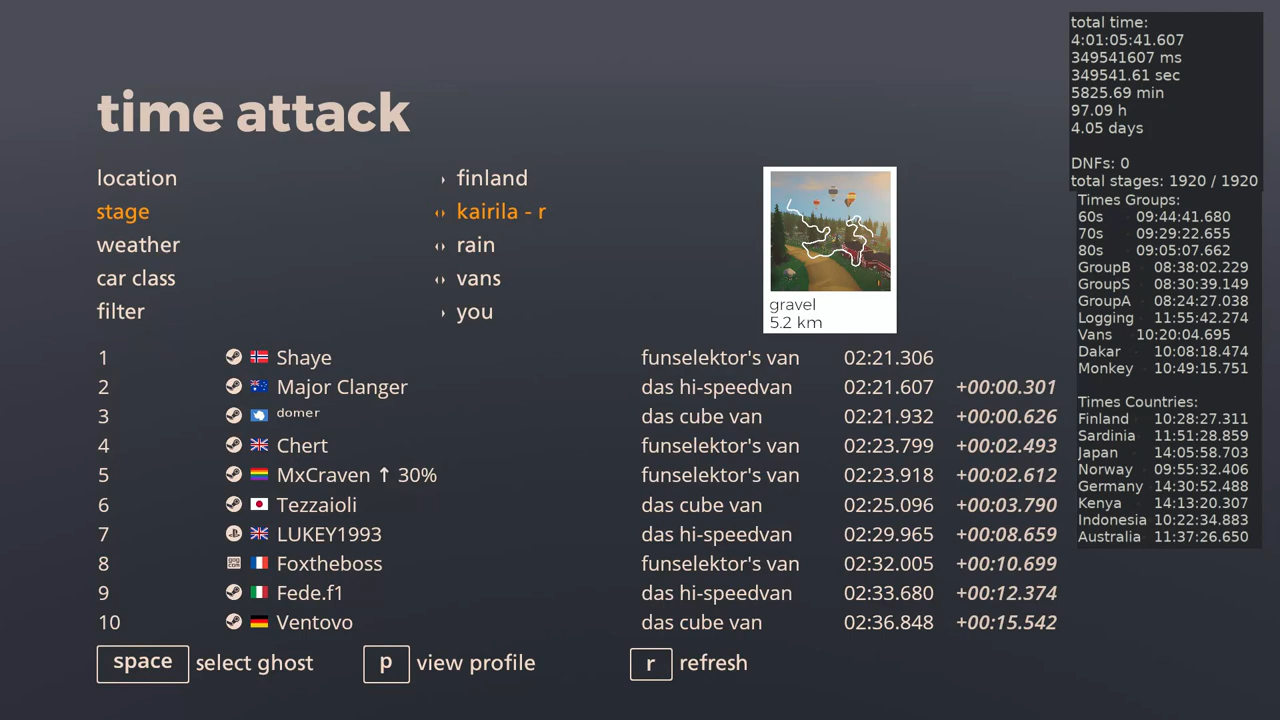 time attack
location › finland
stage ‹ › kairila - r
weather ‹ › rain
car class ‹ › vans
filter › you
gravel
5.2 km
1 Shaye funselektor's van 02:21.306
2 Major Clanger das hi-speedvan 02:21.607 +00:00.301
3 ᵈᵒᵐᵉʳ das cube van 02:21.932 +00:00.626
4 Chert funselektor's van 02:23.799 +00:02.493
5 MxCraven ↑ 30% funselektor's van 02:23.918 +00:02.612
6 Tezzaioli das cube van 02:25.096 +00:03.790
7 LUKEY1993 das hi-speedvan 02:29.965 +00:08.659
8 Foxtheboss funselektor's van 02:32.005 +00:10.699
9 Fede.f1 das hi-speedvan 02:33.680 +00:12.374
10 Ventovo das cube van 02:36.848 +00:15.542
space select ghost p view profile r refresh
total time:
4:01:05:41.607
349541607 ms
349541.61 sec
5825.69 min
97.09 h
4.05 days
DNFs: 0
total stages: 1920 / 1920
Times Groups:
60s 09:44:41.680
70s 09:29:22.655
80s 09:05:07.662
GroupB 08:38:02.229
GroupS 08:30:39.149
GroupA 08:24:27.038
Logging 11:55:42.274
Vans 10:20:04.695
Dakar 10:08:18.474
Monkey 10:49:15.751
Times Countries:
Finland 10:28:27.311
Sardinia 11:51:28.859
Japan 14:05:58.703
Norway 09:55:32.406
Germany 14:30:52.488
Kenya 14:13:20.307
Indonesia 10:22:34.883
Australia 11:37:26.650